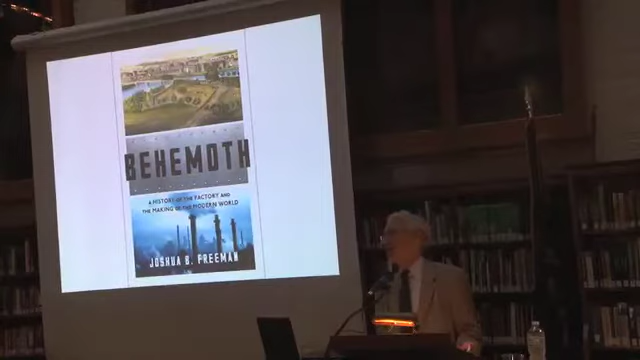 BEHEMOTH
A HISTORY OF THE FACTORY AND
THE MAKING OF THE MODERN WORLD
JOSHUA B. FREEMAN